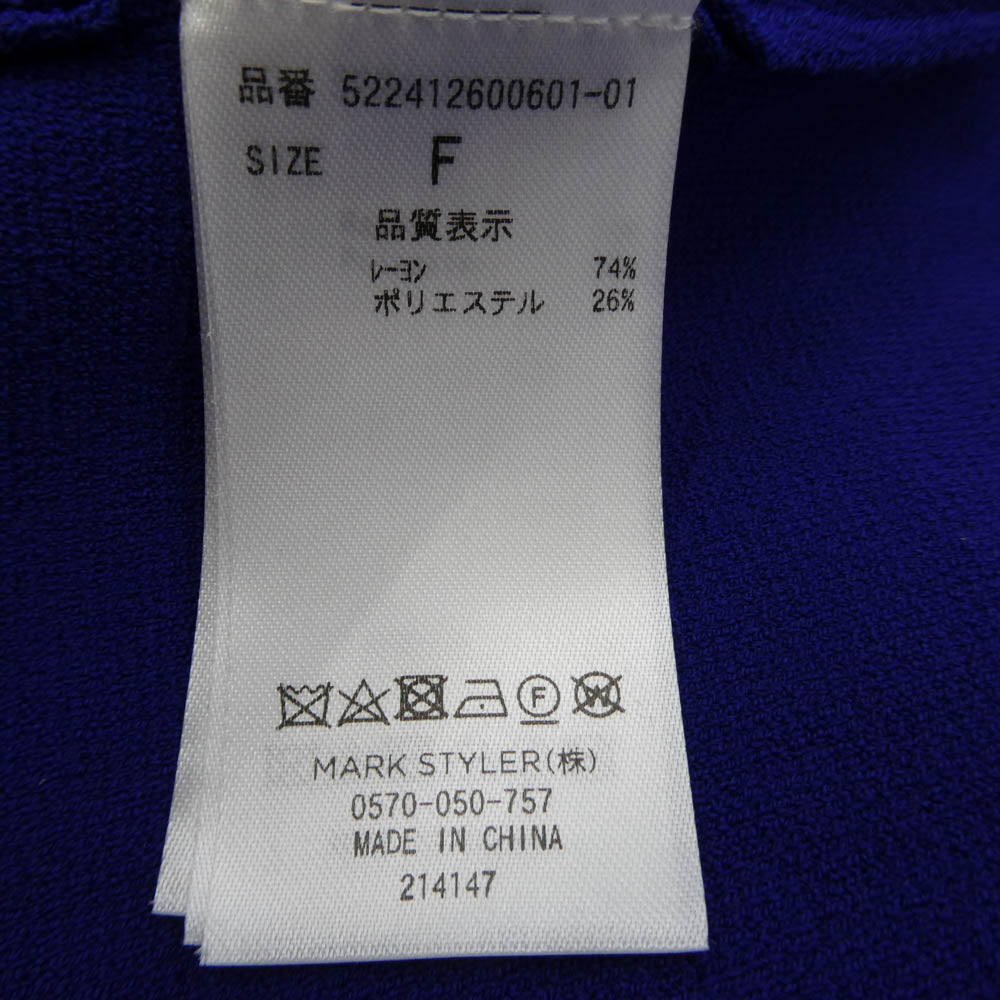 品番 522412600601-01
SIZE F
品質表示
ﾚｰﾖﾝ 74%
ポリエステル 26%
F W
MARK STYLER(株)
0570-050-757
MADE IN CHINA
214147